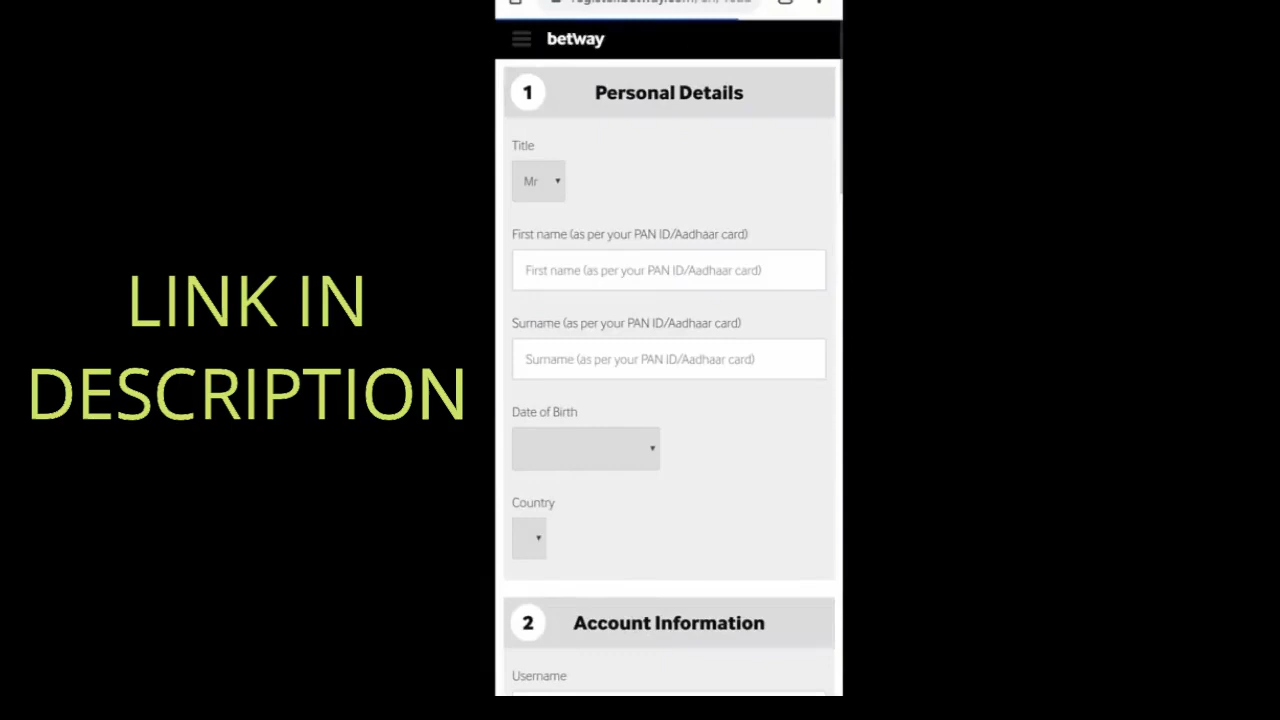 betway
1
Personal Details
Title
Mr
First name (as per your PAN ID/Aadhaar card)
First name (as per your PAN ID/Aadhaar card)
Surname (as per your PAN ID/Aadhaar card)
Surname (as per your PAN ID/Aadhaar card)
Date of Birth
Country
2
Account Information
Username
LINK IN
DESCRIPTION